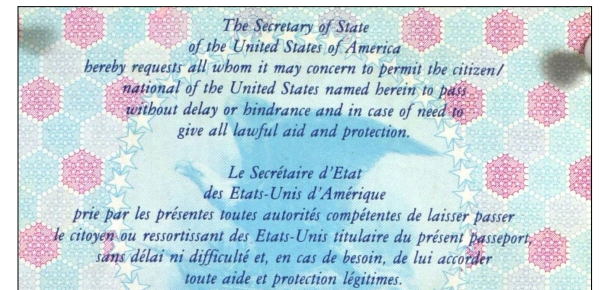 The Secretary of State
of the United States of America
hereby requests all whom it may concern to permit the citizen/
national of the United States named herein to pass
without delay or hindrance and in case of need to
give all lawful aid and protection.
Le Secrétaire d'Etat
des Etats-Unis d'Amérique
prie par les présentes toutes autorités compétentes de laisser passer
le citoyen ou ressortissant des Etats-Unis titulaire du présent passeport,
sans délai ni difficulté et, en cas de besoin, de lui accorder
toute aide et protection légitimes.